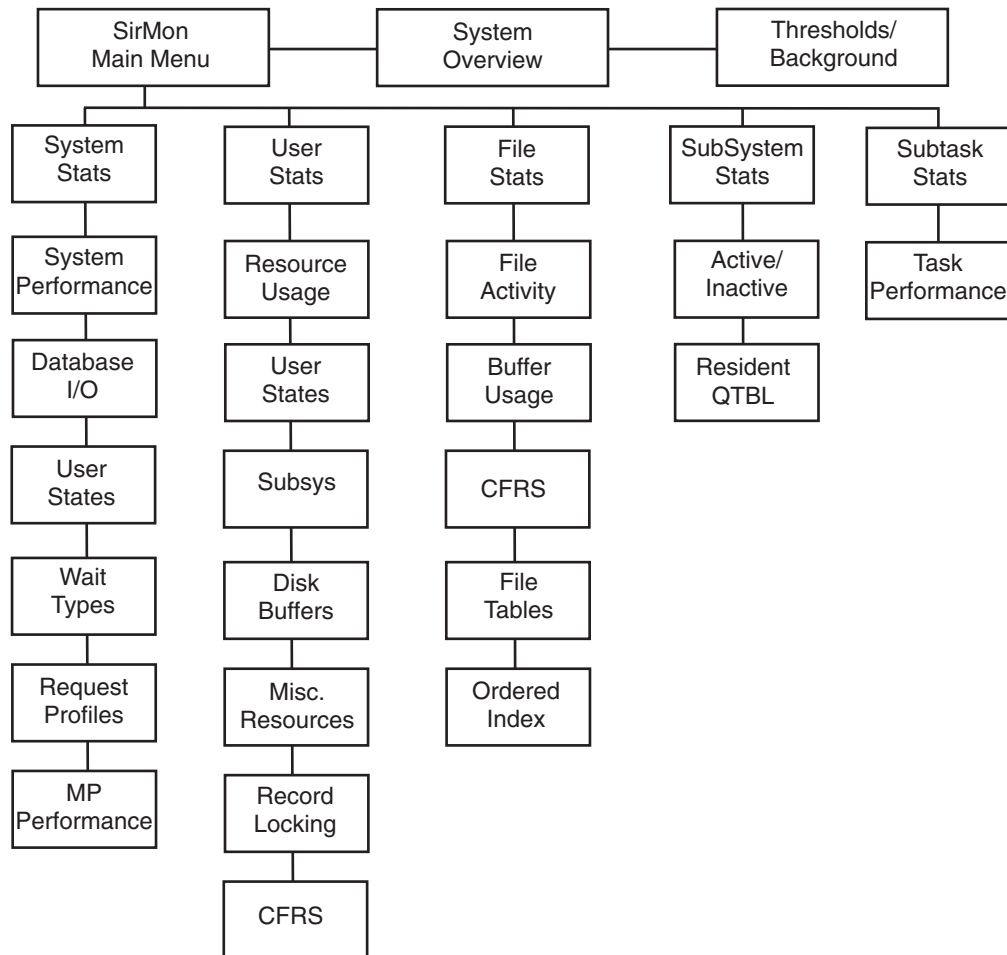 SirMon
Main Menu
System
Overview
Thresholds/
Background
System
Stats
User
Stats
File
Stats
SubSystem
Stats
Subtask
Stats
System
Performance
Resource
Usage
File
Activity
Active/
Inactive
Task
Performance
Database
I/O
User
States
Buffer
Usage
Resident
QTBL
User
States
Subsys
CFRS
Wait
Types
Disk
Buffers
File
Tables
Request
Profiles
Misc.
Resources
Ordered
Index
MP
Performance
Record
Locking
CFRS